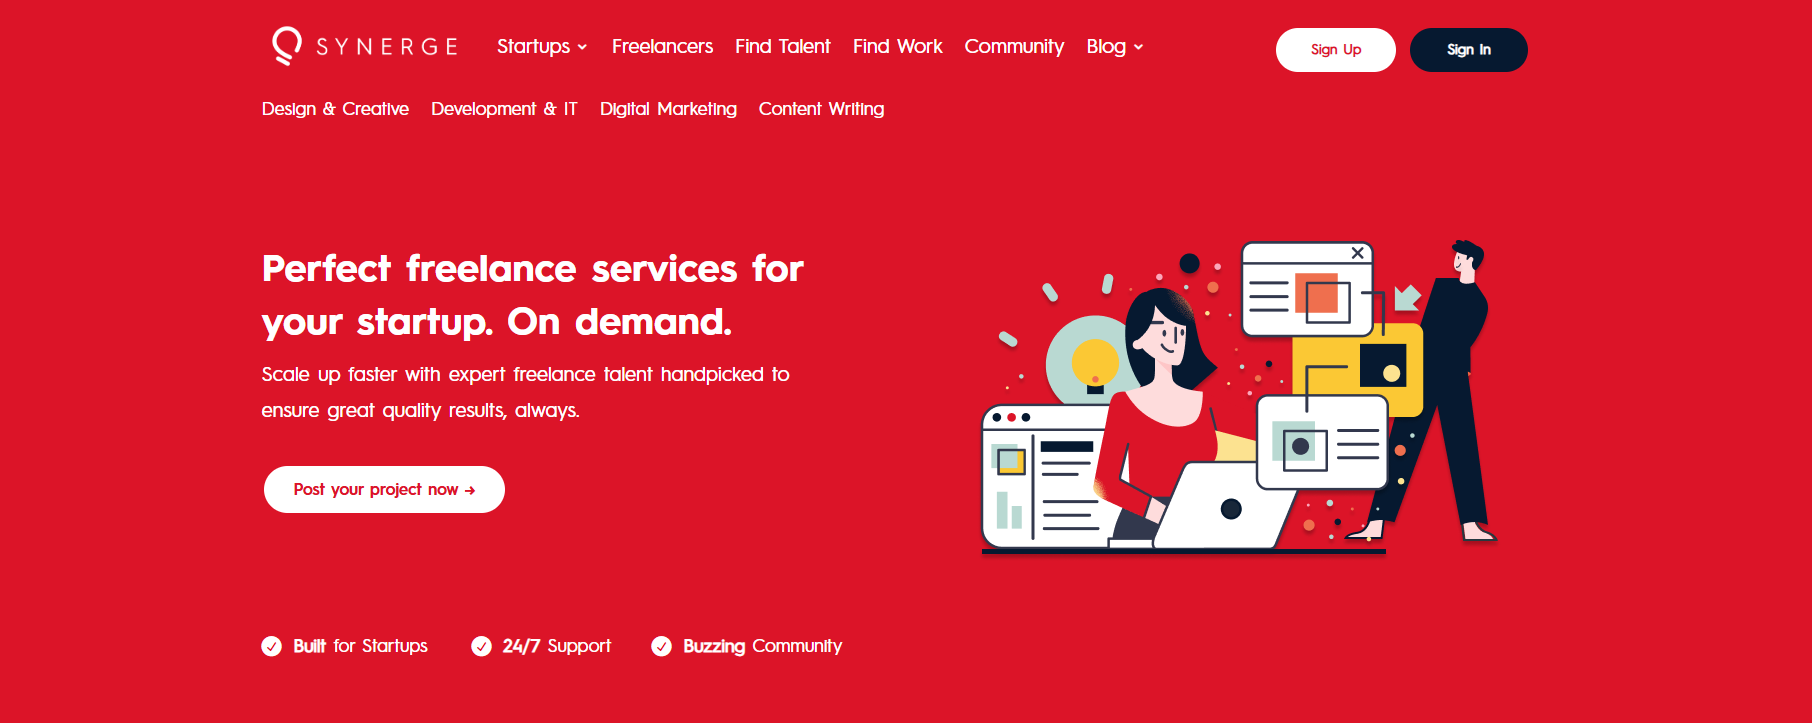 SYNERGE Startups Freelancers Find Talent Find Work Community Blog Sign Up Sign In
Design & Creative Development & IT Digital Marketing Content Writing
Perfect freelance services for
your startup. On demand.
Scale up faster with expert freelance talent handpicked to
ensure great quality results, always.
Post your project now →
Built for Startups 24/7 Support Buzzing Community